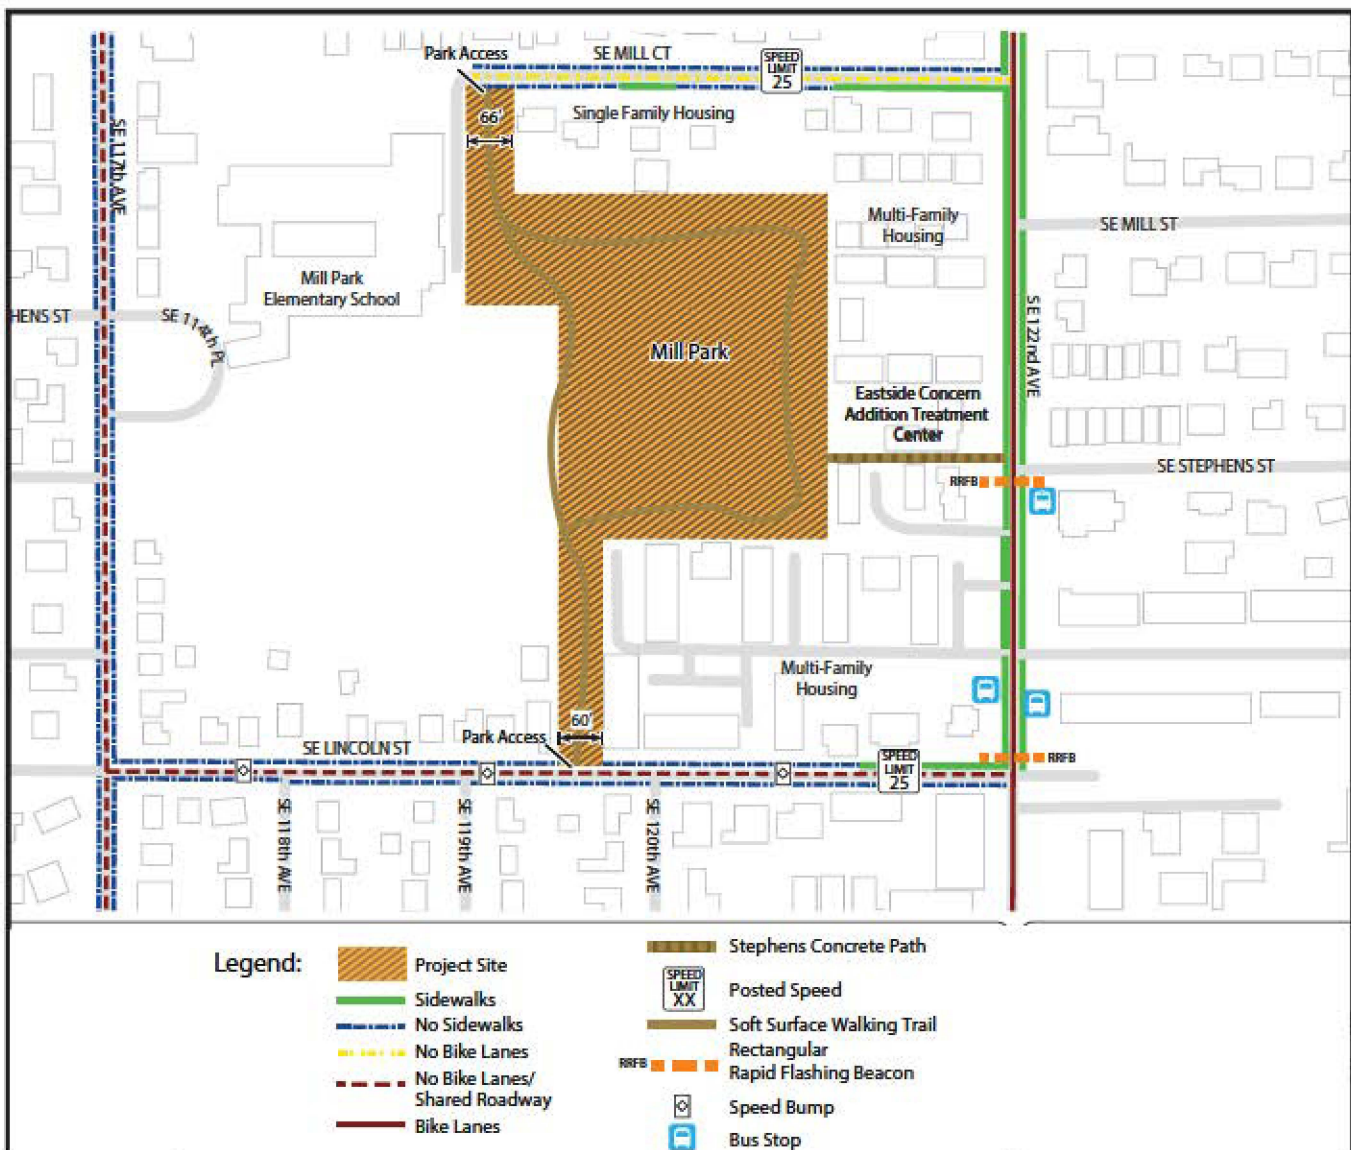 Park Access
SE MILL CT
SPEED
LIMIT
25
66'
Single Family Housing
SE 117th AVE
Multi-Family
Housing
SE MILL ST
Mill Park
Elementary School
HENS ST
SE 114th PL
SE 122nd AVE
Mill Park
Eastside Concern
Addition Treatment
Center
SE STEPHENS ST
RRFB
Multi-Family
Housing
60'
Park Access
SE LINCOLN ST
SPEED
LIMIT
25
RRFB
SE 118th AVE
SE 119th AVE
SE 120th AVE
Legend:
Project Site
Sidewalks
No Sidewalks
No Bike Lanes
No Bike Lanes/
Shared Roadway
Bike Lanes
Stephens Concrete Path
SPEED
LIMIT
XX
Posted Speed
Soft Surface Walking Trail
RRFB
Rectangular
Rapid Flashing Beacon
Speed Bump
Bus Stop